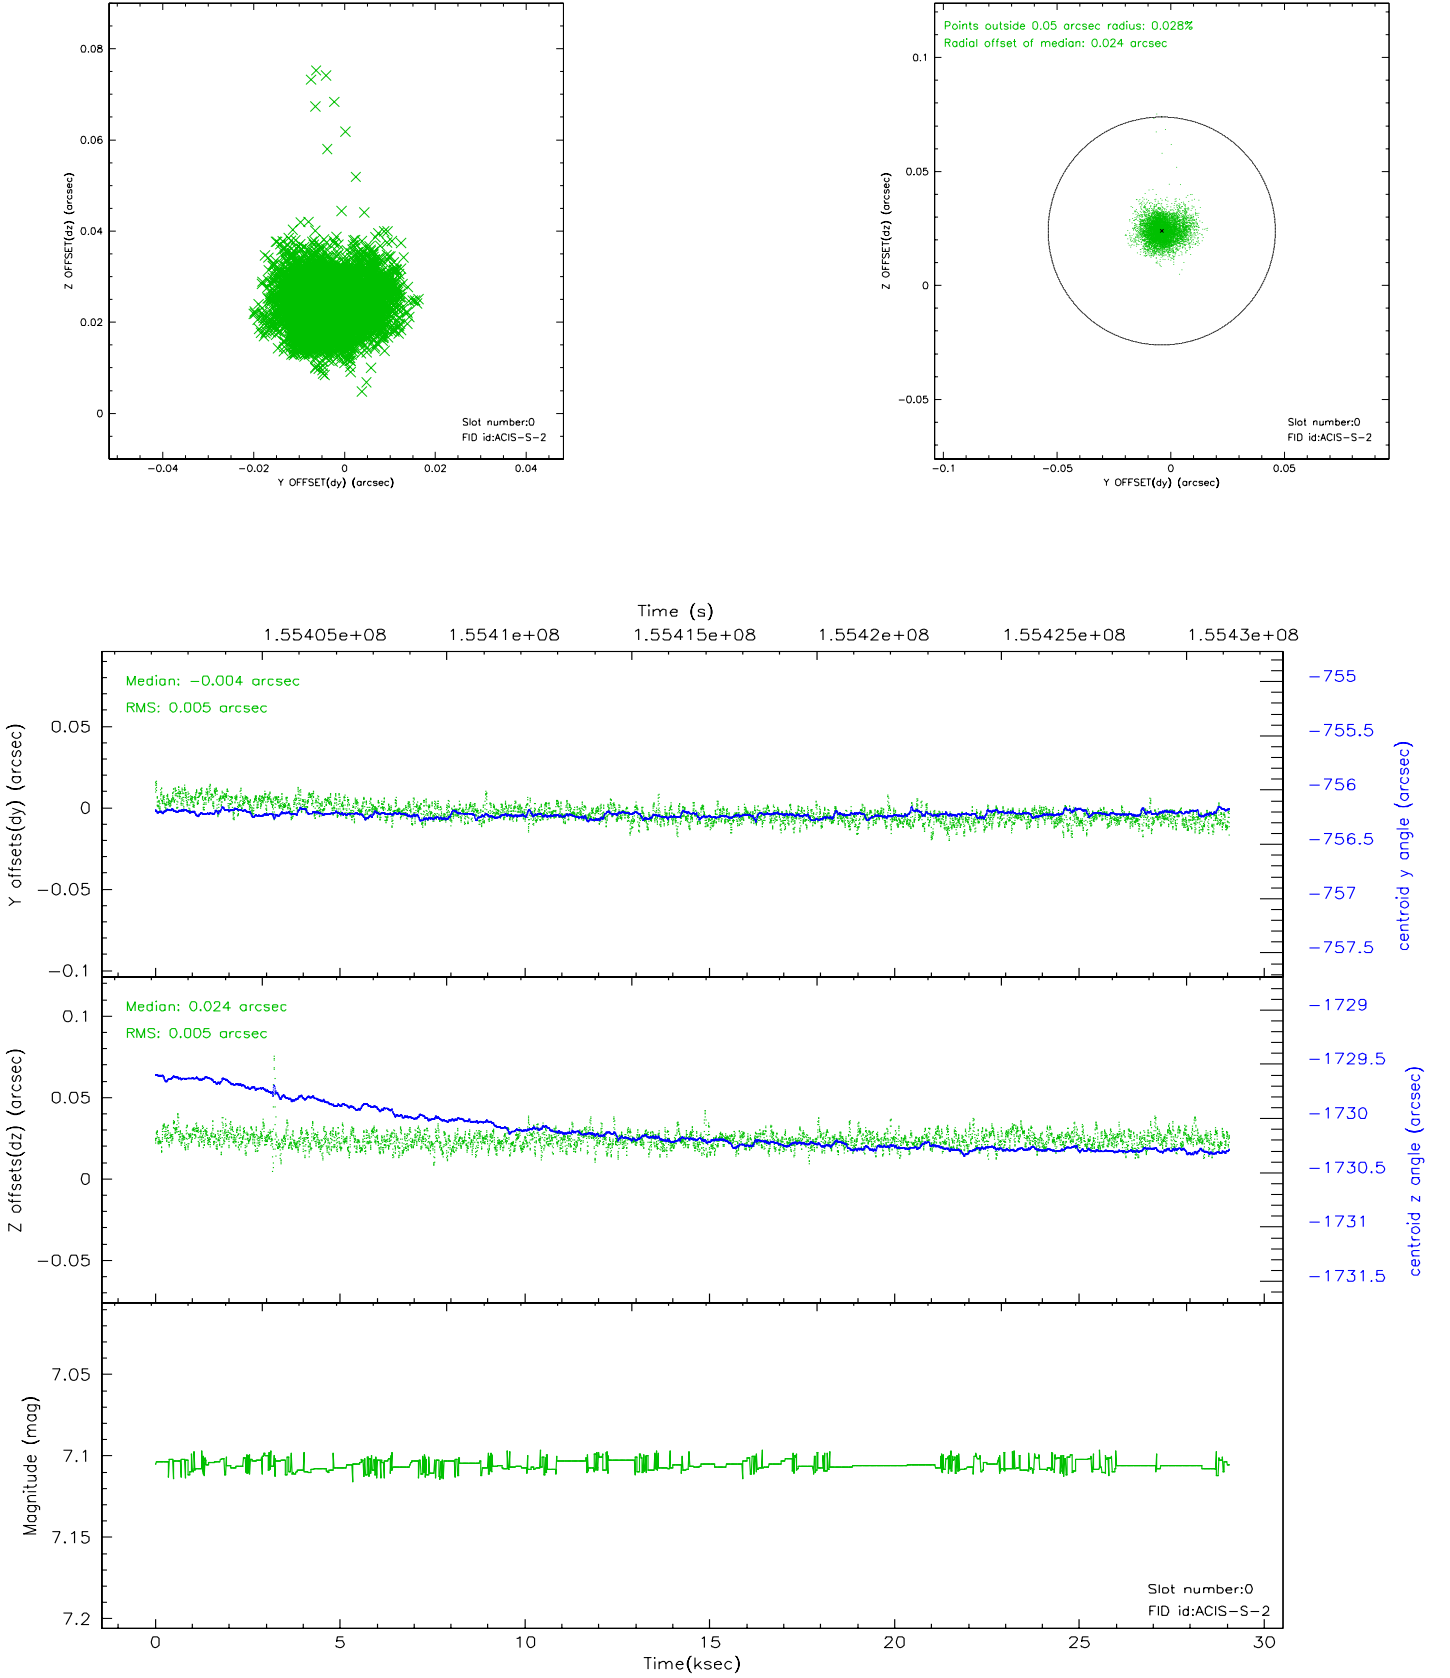 0.08
0.06
0.04
0.02
0
Z OFFSET(dz) (arcsec)
Slot number:0
FID id:ACIS-S-2
-0.04
-0.02
0
0.02
0.04
Y OFFSET(dy) (arcsec)
Points outside 0.05 arcsec radius: 0.028%
Radial offset of median: 0.024 arcsec
0.1
0.05
0
-0.05
Z OFFSET(dz) (arcsec)
Slot number:0
FID id:ACIS-S-2
-0.1
-0.05
0
0.05
Y OFFSET(dy) (arcsec)
Time (s)
1.55405e+08
1.5541e+08
1.55415e+08
1.5542e+08
1.55425e+08
1.5543e+08
Median: -0.004 arcsec
RMS: 0.005 arcsec
0.05
0
-0.05
-0.1
Y offsets(dy) (arcsec)
-755
-755.5
-756
-756.5
-757
-757.5
centroid y angle (arcsec)
Median: 0.024 arcsec
RMS: 0.005 arcsec
0.1
0.05
0
-0.05
Z offsets(dz) (arcsec)
-1729
-1729.5
-1730
-1730.5
-1731
-1731.5
centroid z angle (arcsec)
7.05
7.1
7.15
7.2
Magnitude (mag)
Slot number:0
FID id:ACIS-S-2
0
5
10
15
20
25
30
Time(ksec)